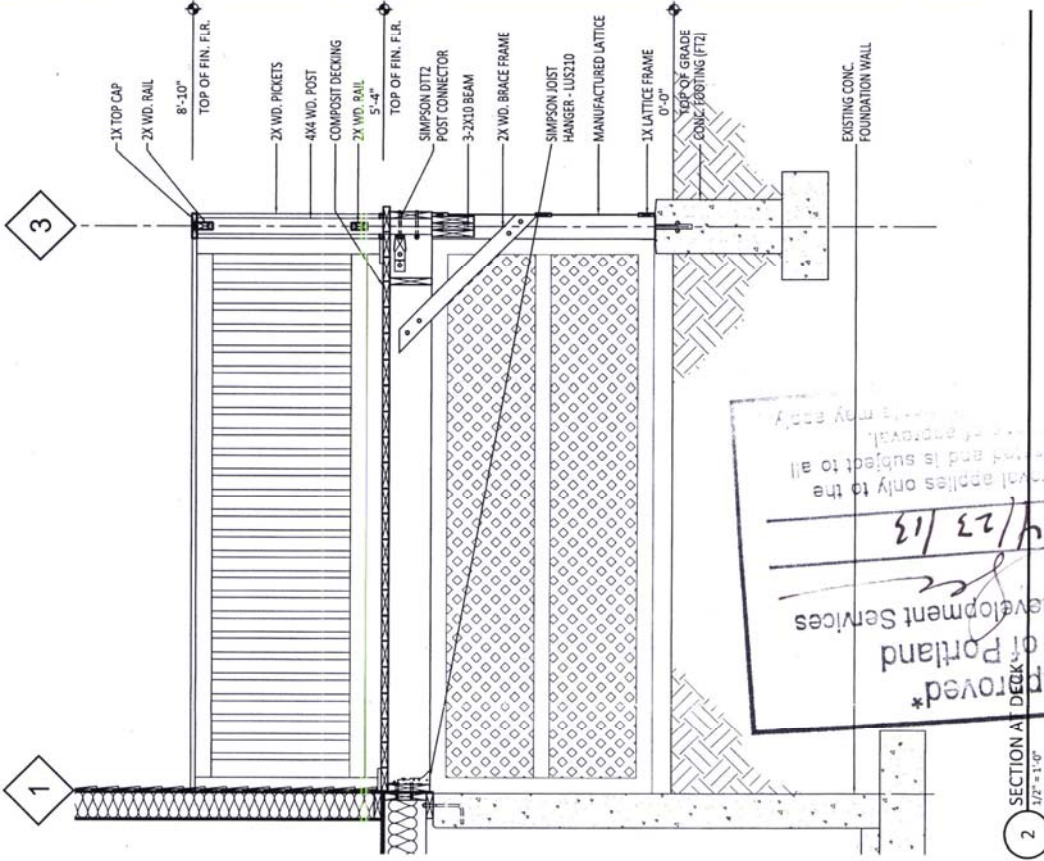 3
1
1X TOP CAP
2X WD. RAIL
8'-10"
TOP OF FIN. FLR.
2X WD. PICKETS
4X4 WD. POST
COMPOSIT DECKING
2X WD. RAIL
5'-4"
TOP OF FIN. FLR.
SIMPSON DTT2
POST CONNECTOR
3-2X10 BEAM
2X WD. BRACE FRAME
SIMPSON JOIST
HANGER - LUS210
MANUFACTURED LATTICE
1X LATTICE FRAME
0'-0"
TOP OF GRADE
CONC. FOOTING (FT2)
EXISTING CONC.
FOUNDATION WALL
proved*
of Portland
evelopment Services
4/23/13
roval applies only to the
and is subject to all
of approval.
may apply
2
SECTION AT DECK
1/2" = 1'-0"